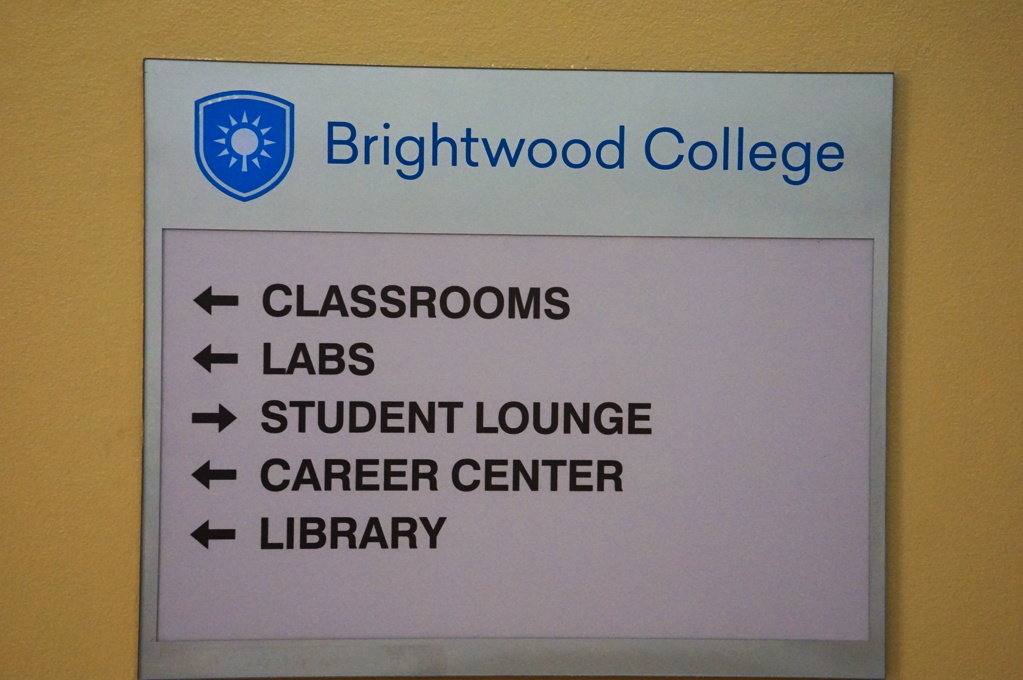 Brightwood College
← CLASSROOMS
← LABS
→ STUDENT LOUNGE
← CAREER CENTER
← LIBRARY